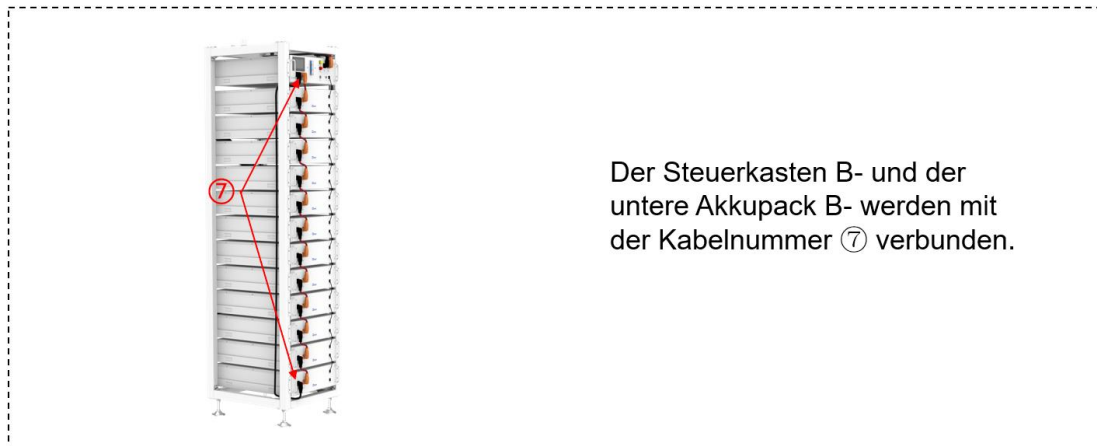 ⑦
Der Steuerkasten B- und der
untere Akkupack B- werden mit
der Kabelnummer ⑦ verbunden.